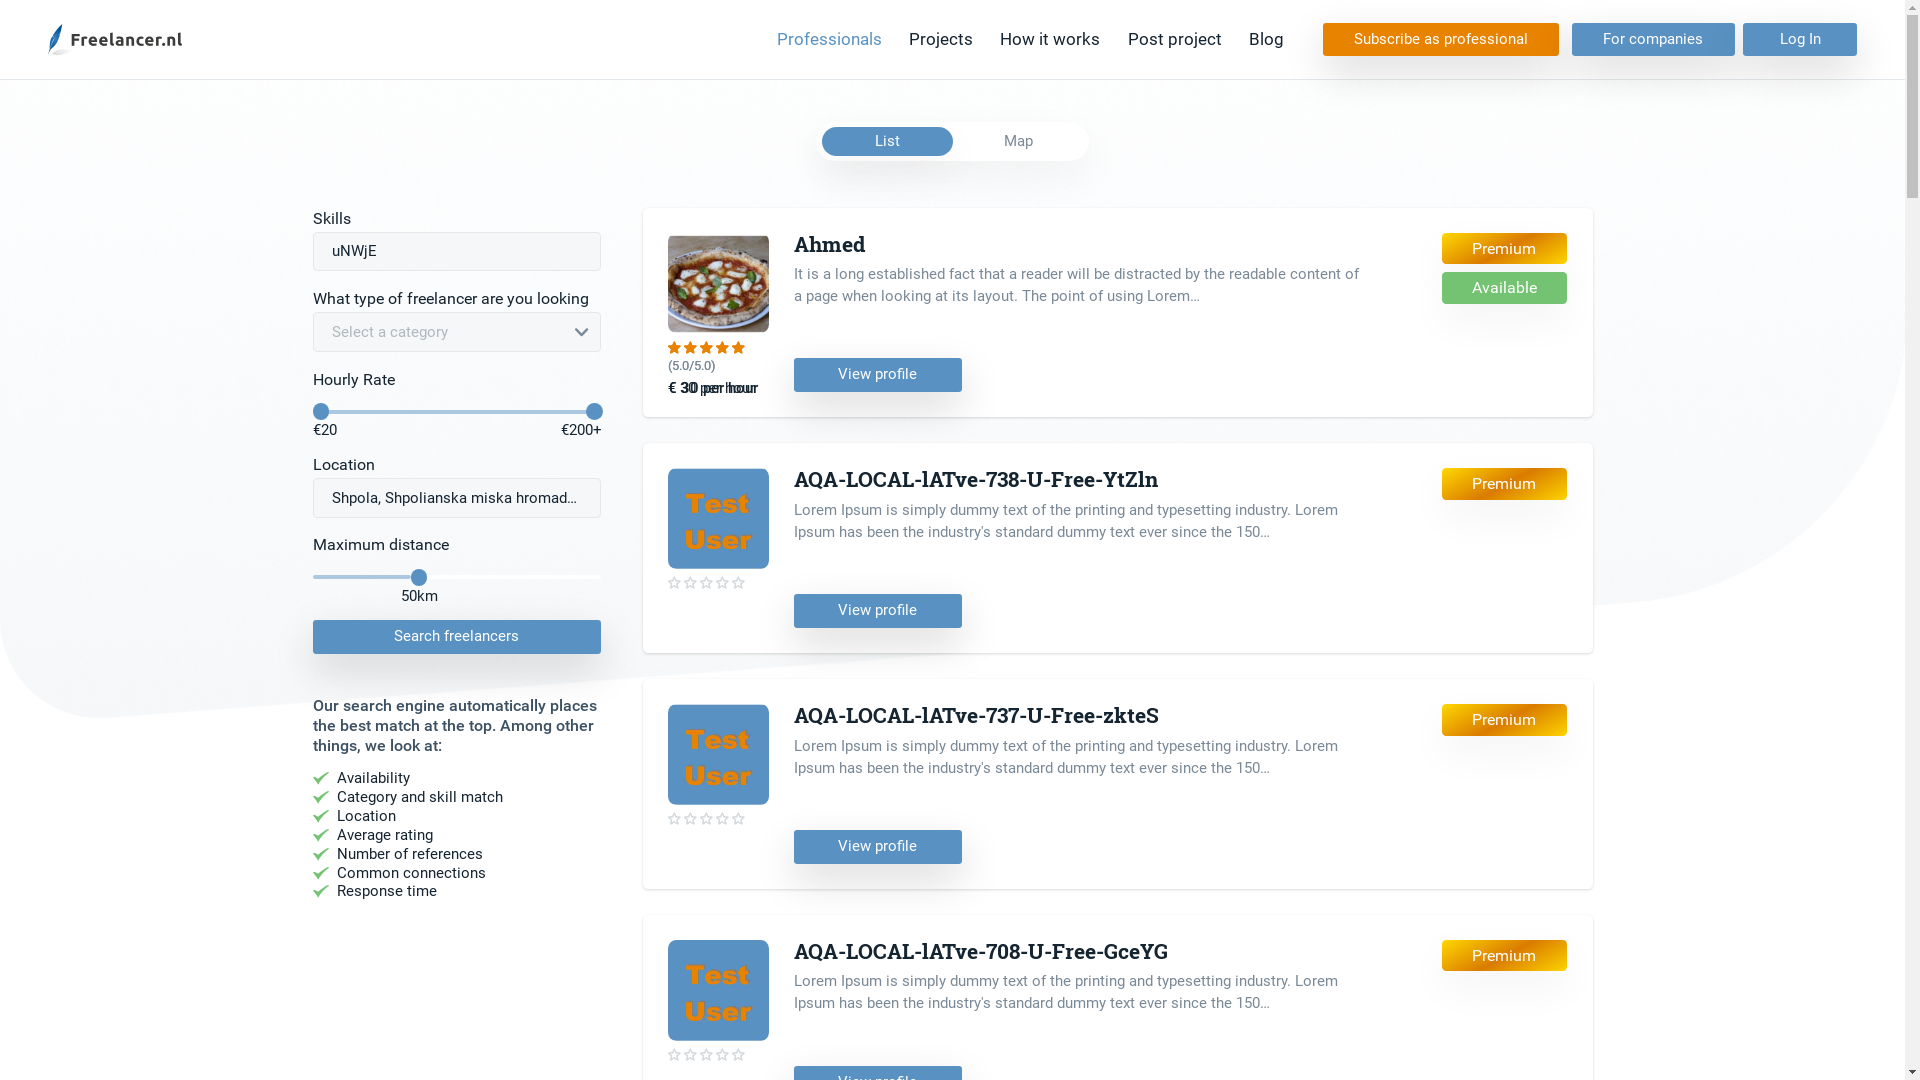 Freelancer.nl
Professionals
Projects
How it works
Post project
Blog
Subscribe as professional
For companies
Log In
List
Map
Skills
uNWjE
What type of freelancer are you looking
Select a category
Hourly Rate
€20
€200+
Location
Shpola, Shpolianska miska hromad…
Maximum distance
50km
Search freelancers
Our search engine automatically places
the best match at the top. Among other
things, we look at:
Availability
Category and skill match
Location
Average rating
Number of references
Common connections
Response time
Ahmed
It is a long established fact that a reader will be distracted by the readable content of
a page when looking at its layout. The point of using Lorem…
Premium
Available
(5.0/5.0)
€ 30 per hour
View profile
Test
User
AQA-LOCAL-lATve-738-U-Free-YtZln
Lorem Ipsum is simply dummy text of the printing and typesetting industry. Lorem
Ipsum has been the industry's standard dummy text ever since the 150…
Premium
View profile
Test
User
AQA-LOCAL-lATve-737-U-Free-zkteS
Lorem Ipsum is simply dummy text of the printing and typesetting industry. Lorem
Ipsum has been the industry's standard dummy text ever since the 150…
Premium
View profile
Test
User
AQA-LOCAL-lATve-708-U-Free-GceYG
Lorem Ipsum is simply dummy text of the printing and typesetting industry. Lorem
Ipsum has been the industry's standard dummy text ever since the 150…
Premium
View profile